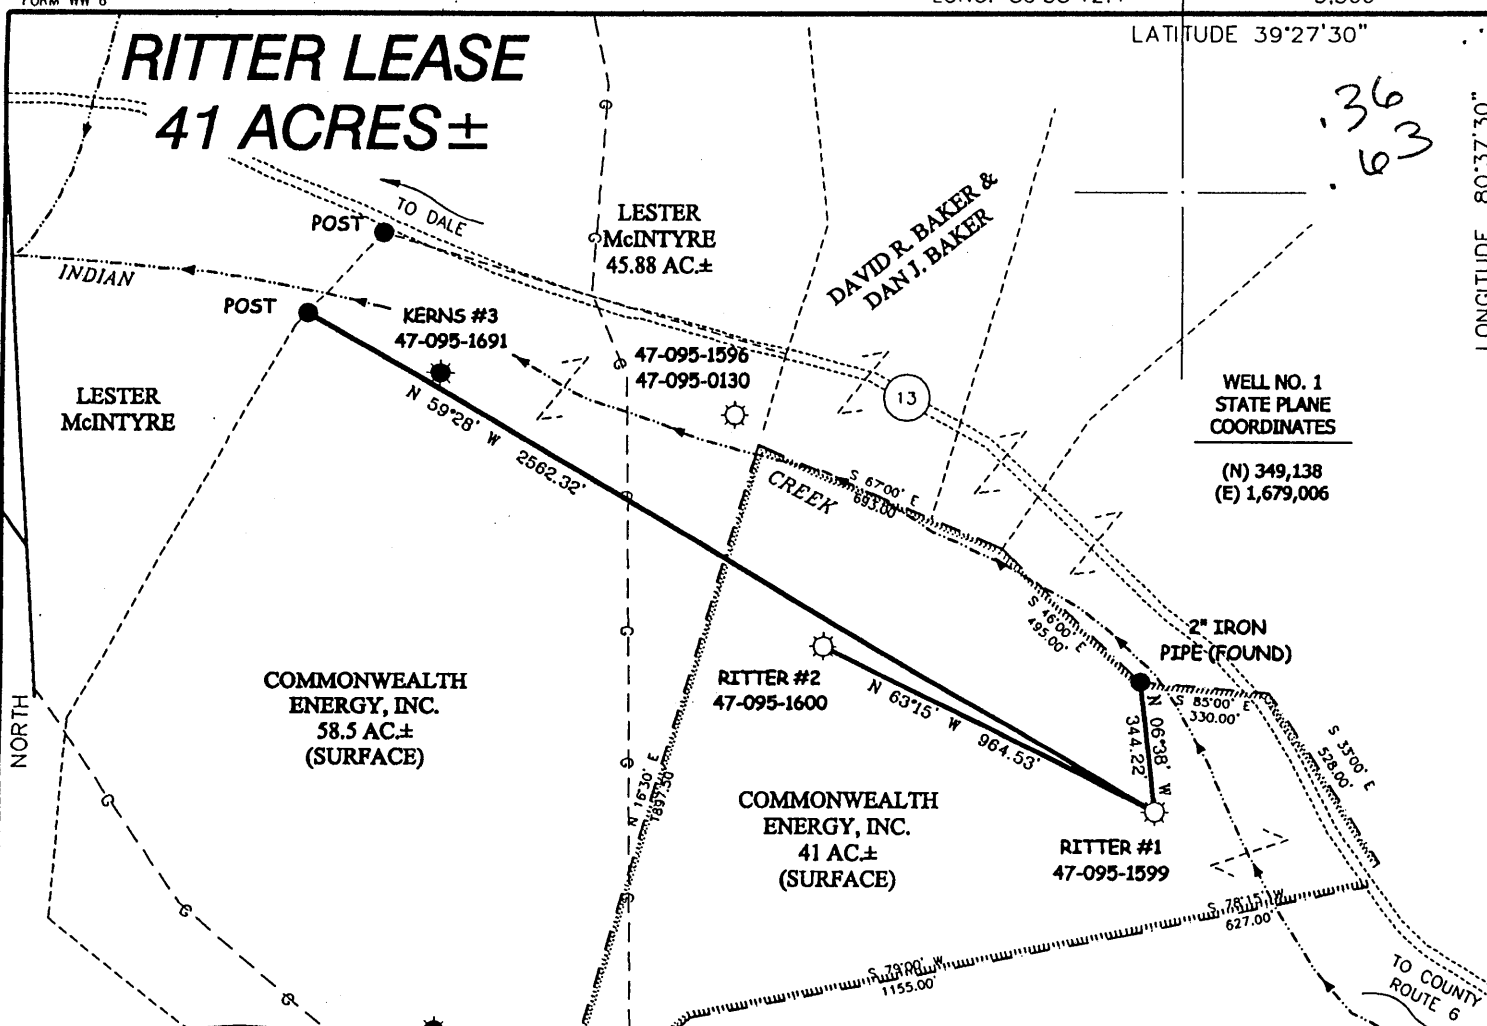 FORM WW 6
RITTER LEASE
41 ACRES±
LATITUDE 39°27'30"
.36
.63
LONGITUDE 80°37'30"
TO DALE
POST
POST
INDIAN
LESTER
McINTYRE
45.88 AC.±
DAVID R. BAKER &
DAN J. BAKER
KERNS #3
47-095-1691
47-095-1596
47-095-0130
13
LESTER
McINTYRE
WELL NO. 1
STATE PLANE
COORDINATES
(N) 349,138
(E) 1,679,006
N 59°28' W 2562.32'
CREEK
S 67°00' E
693.00'
S 46°00' E
495.00'
2" IRON
PIPE (FOUND)
S 85°00' E
330.00'
S 33°00' E
528.00'
N 06°38' W
344.22'
RITTER #2
47-095-1600
N 63°15' W 964.53'
COMMONWEALTH
ENERGY, INC.
58.5 AC.±
(SURFACE)
NORTH
N 16°30' E
1897.50'
COMMONWEALTH
ENERGY, INC.
41 AC.±
(SURFACE)
RITTER #1
47-095-1599
S 78°15' W
627.00'
S 79°00' W
1155.00'
TO COUNTY
ROUTE 6
G
G
G
G
G
G
G
G
G
G